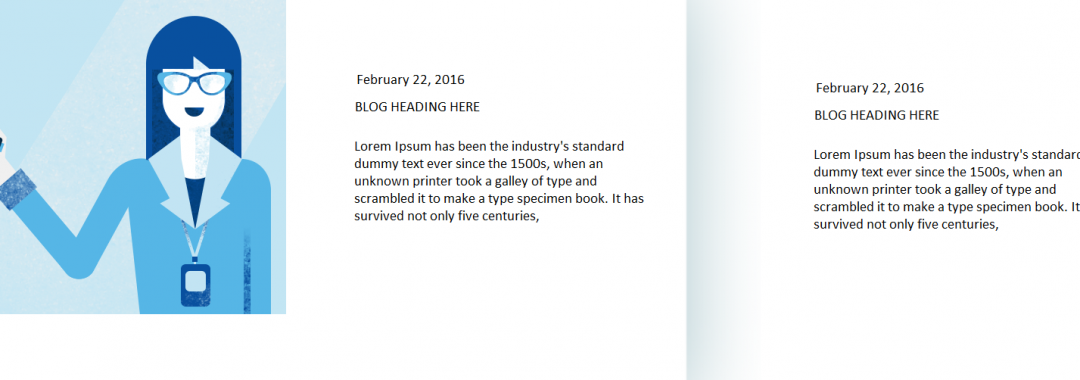 February 22, 2016
BLOG HEADING HERE
Lorem Ipsum has been the industry's standard
dummy text ever since the 1500s, when an
unknown printer took a galley of type and
scrambled it to make a type specimen book. It has
survived not only five centuries,
February 22, 2016
BLOG HEADING HERE
Lorem Ipsum has been the industry's standard
dummy text ever since the 1500s, when an
unknown printer took a galley of type and
scrambled it to make a type specimen book. It
survived not only five centuries,